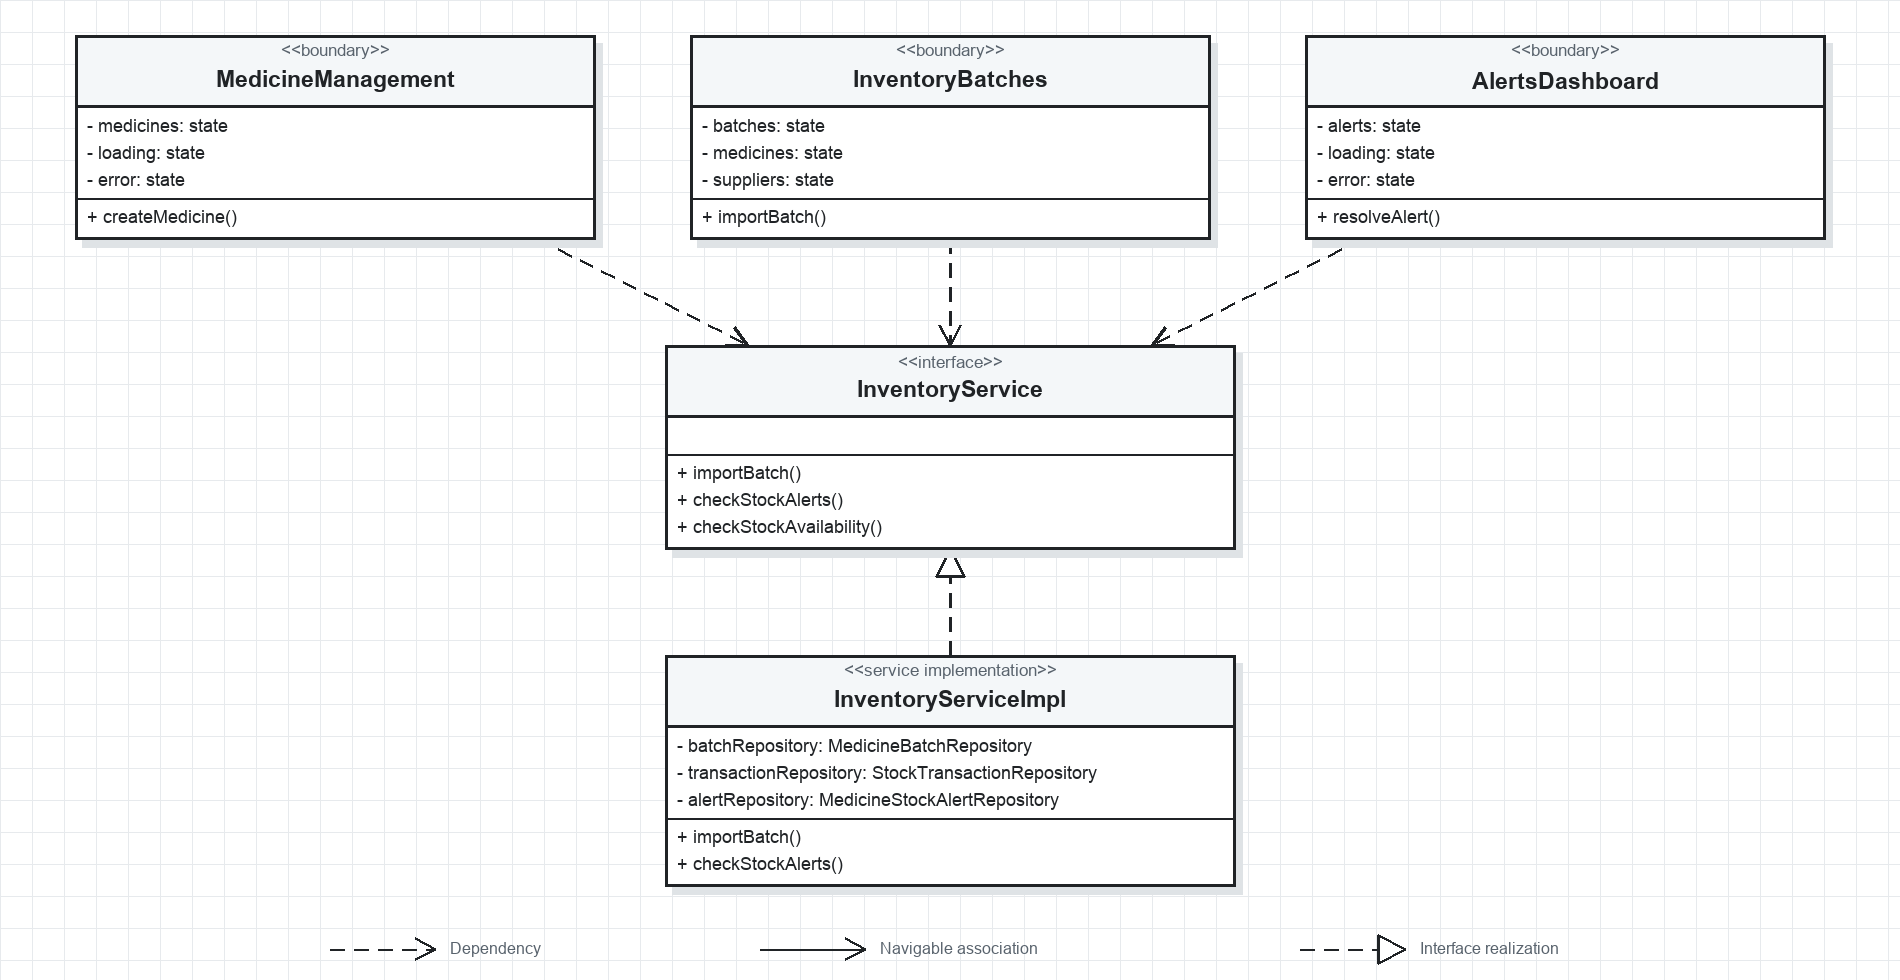 <<boundary>>
MedicineManagement
- medicines: state
- loading: state
- error: state
+ createMedicine()
<<boundary>>
InventoryBatches
- batches: state
- medicines: state
- suppliers: state
+ importBatch()
<<boundary>>
AlertsDashboard
- alerts: state
- loading: state
- error: state
+ resolveAlert()
<<interface>>
InventoryService
+ importBatch()
+ checkStockAlerts()
+ checkStockAvailability()
<<service implementation>>
InventoryServiceImpl
- batchRepository: MedicineBatchRepository
- transactionRepository: StockTransactionRepository
- alertRepository: MedicineStockAlertRepository
+ importBatch()
+ checkStockAlerts()
Dependency
Navigable association
Interface realization